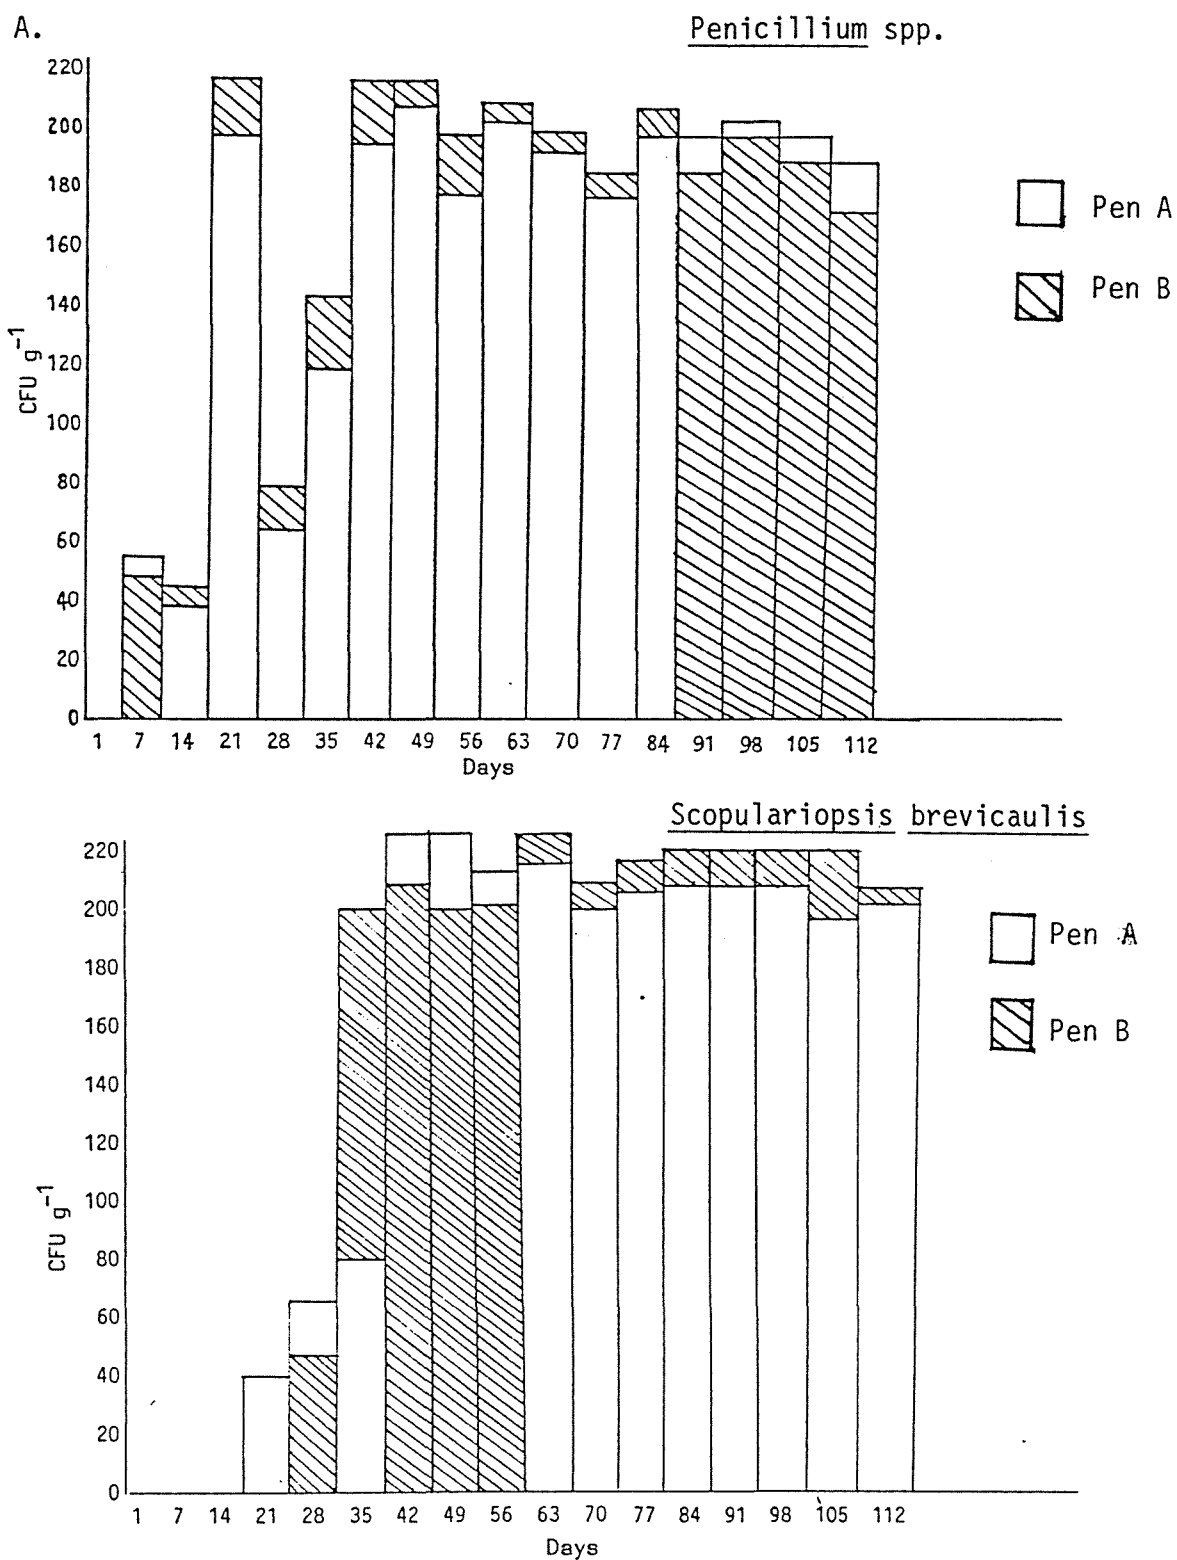 A.
Penicillium spp.
220
200
180
160
140
120
100
80
60
40
20
0
CFU g⁻¹
1 7 14 21 28 35 42 49 56 63 70 77 84 91 98 105 112
Days
Pen A
Pen B
Scopulariopsis brevicaulis
220
200
180
160
140
120
100
80
60
40
20
0
CFU g⁻¹
1 7 14 21 28 35 42 49 56 63 70 77 84 91 98 105 112
Days
Pen A
Pen B